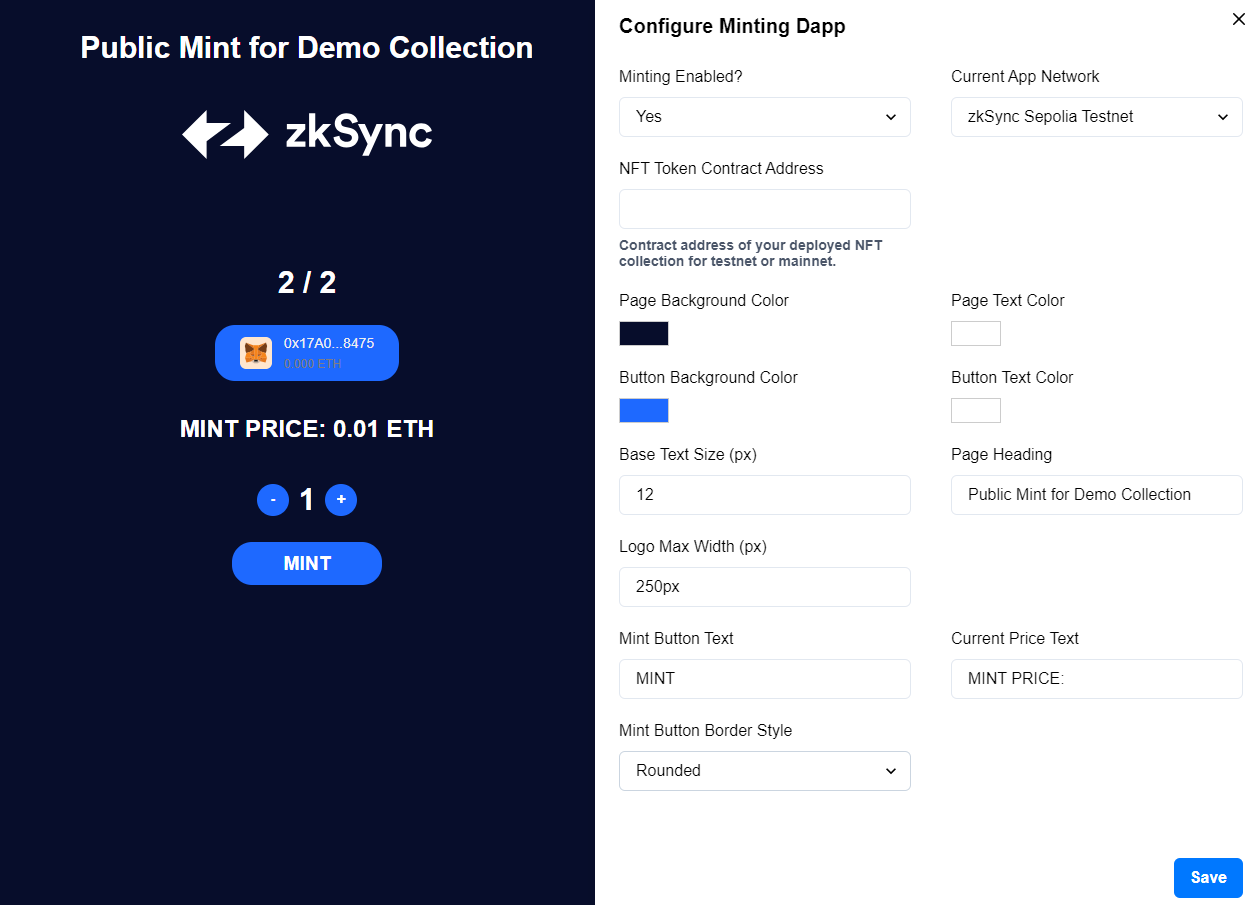 Public Mint for Demo Collection
zkSync
2 / 2
0x17A0...8475
0.000 ETH
MINT PRICE: 0.01 ETH
- 1 +
MINT
Configure Minting Dapp
Minting Enabled?
Yes
Current App Network
zkSync Sepolia Testnet
NFT Token Contract Address
Contract address of your deployed NFT
collection for testnet or mainnet.
Page Background Color
Page Text Color
Button Background Color
Button Text Color
Base Text Size (px)
12
Page Heading
Public Mint for Demo Collection
Logo Max Width (px)
250px
Mint Button Text
MINT
Current Price Text
MINT PRICE:
Mint Button Border Style
Rounded
Save